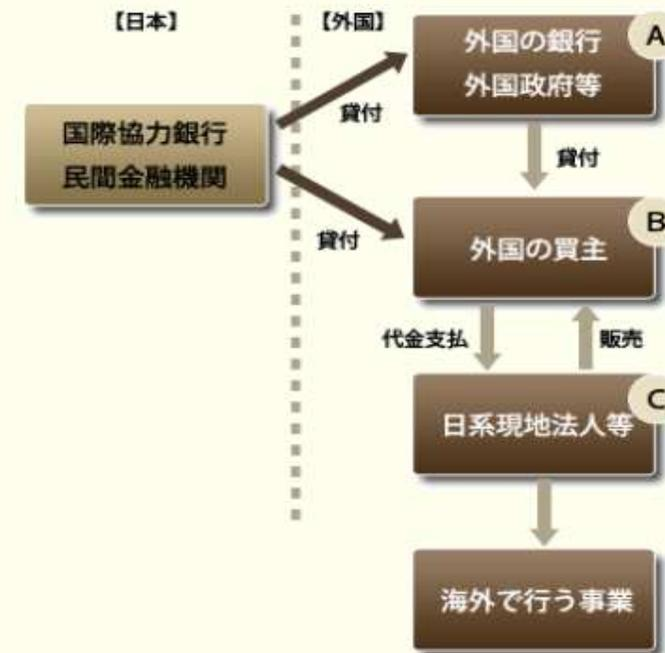 【日本】
【外国】
外国の銀行
外国政府等
A
貸付
国際協力銀行
民間金融機関
貸付
貸付
外国の買主
B
代金支払
販売
日系現地法人等
C
海外で行う事業